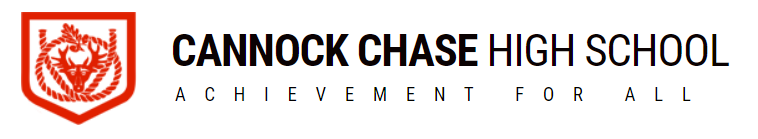 CANNOCK CHASE HIGH SCHOOL
ACHIEVEMENT FOR ALL